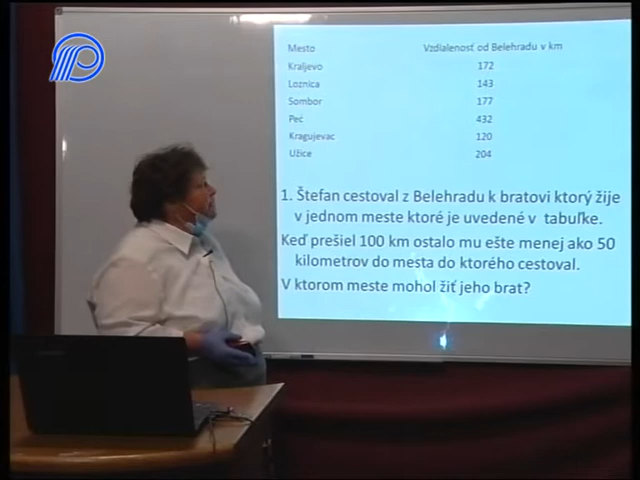 Mesto Vzdialenosť od Belehradu v km
Kraljevo 172
Loznica 143
Sombor 177
Peć 432
Kragujevac 120
Užice 204
1. Štefan cestoval z Belehradu k bratovi ktorý žije
v jednom meste ktoré je uvedené v tabuľke.
Keď prešiel 100 km ostalo mu ešte menej ako 50
kilometrov do mesta do ktorého cestoval.
V ktorom meste mohol žiť jeho brat?